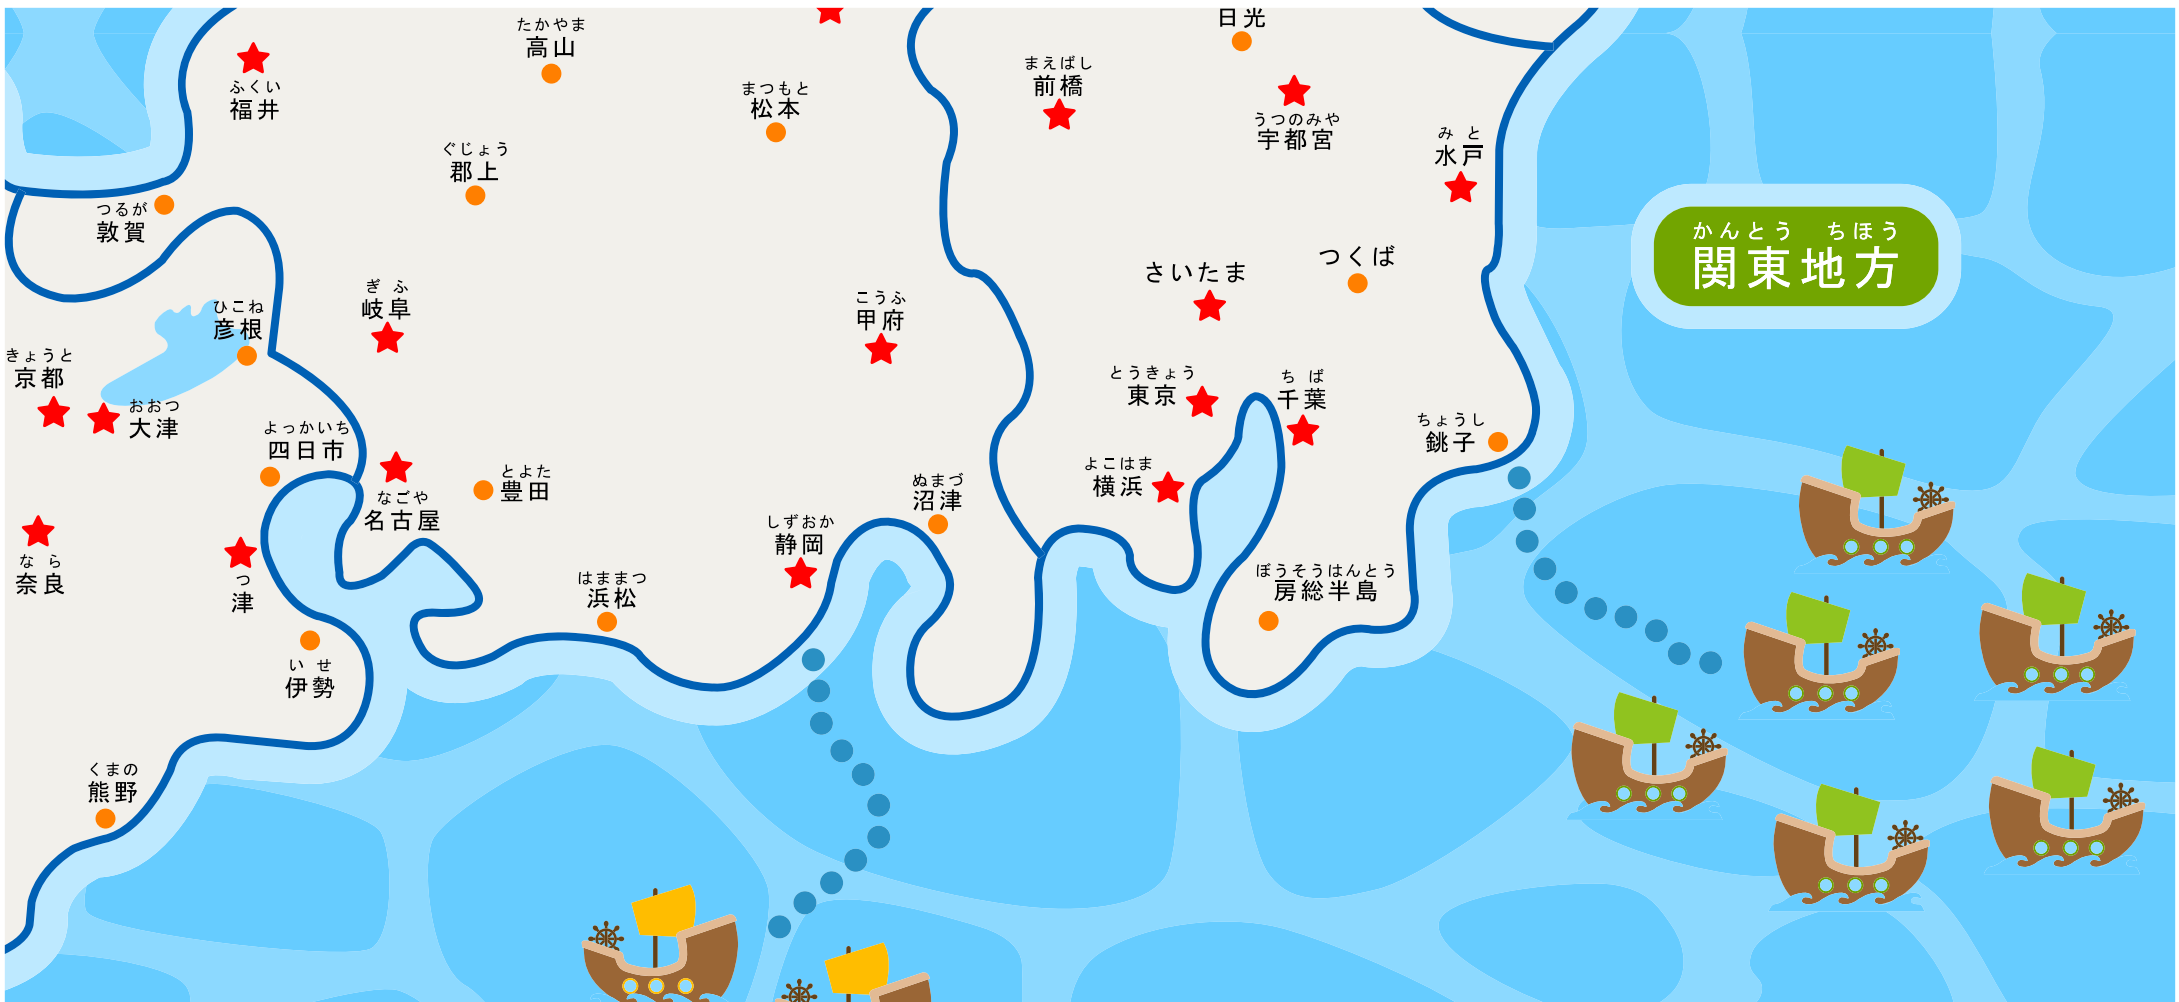 たかやま
高山
日光
ふくい
福井
まつもと
松本
まえばし
前橋
うつのみや
宇都宮
みと
水戸
ぐじょう
郡上
つるが
敦賀
かんとう ちほう
関東地方
つくば
さいたま
ぎふ
岐阜
こうふ
甲府
ひこね
彦根
きょうと
京都
おおつ
大津
とうきょう
東京
ちば
千葉
ちょうし
銚子
よっかいち
四日市
なごや
名古屋
とよた
豊田
よこはま
横浜
ぬまづ
沼津
しずおか
静岡
なら
奈良
つ
津
はままつ
浜松
ぼうそうはんとう
房総半島
いせ
伊勢
くまの
熊野